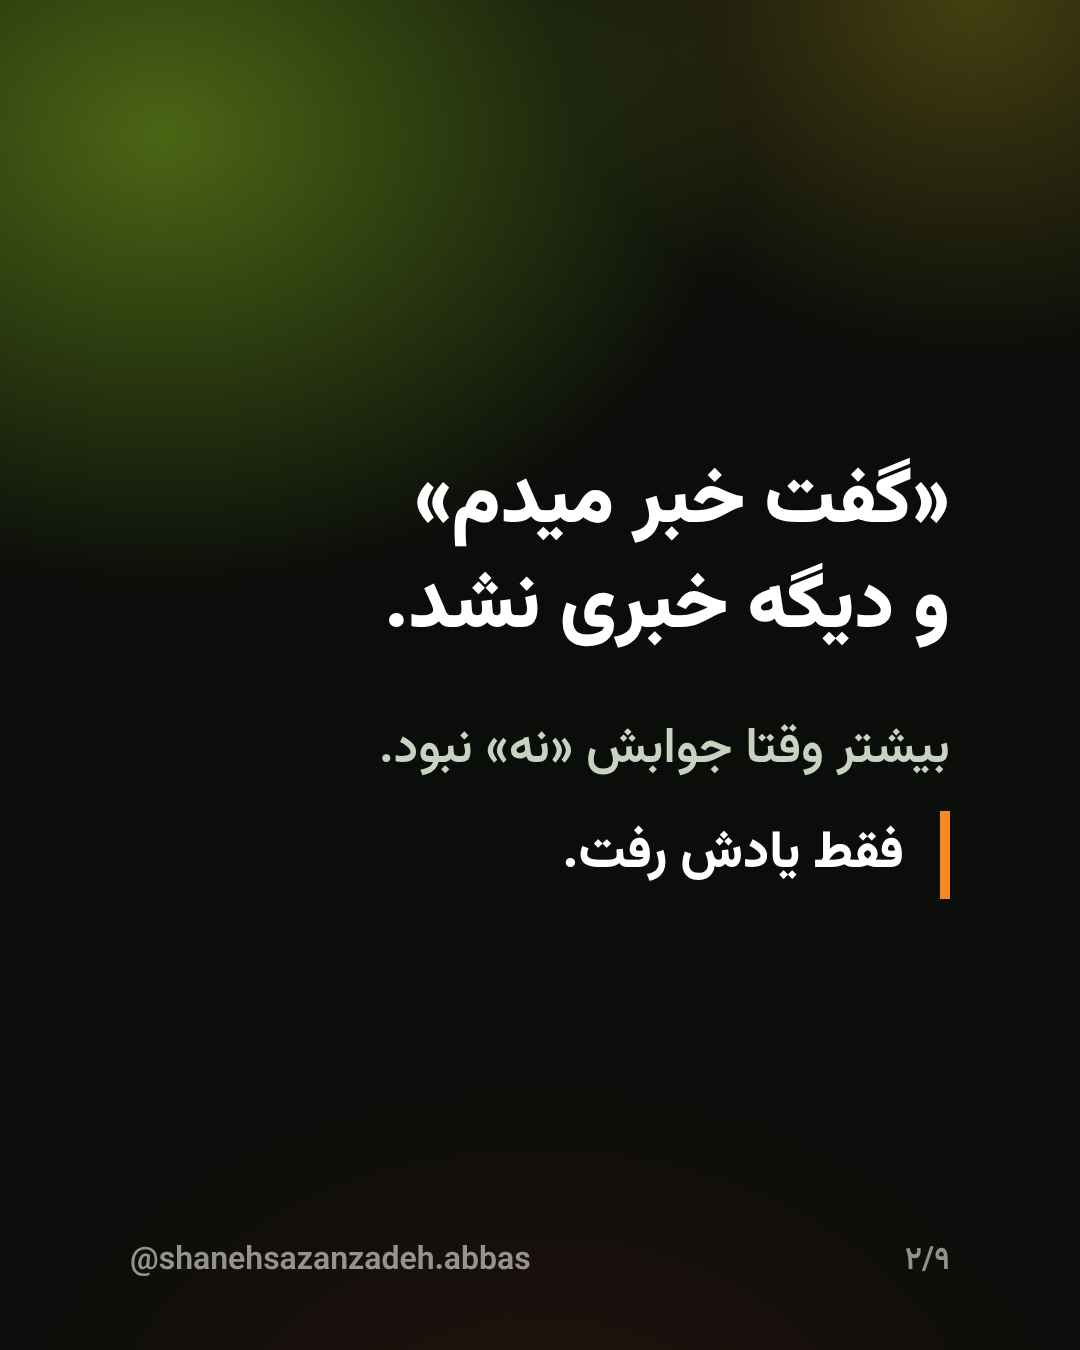 «گفت خبر میدم»
و دیگه خبری نشد.
بیشتر وقتا جوابش «نه» نبود.
فقط یادش رفت.
@shanehsazanzadeh.abbas
۲/۹